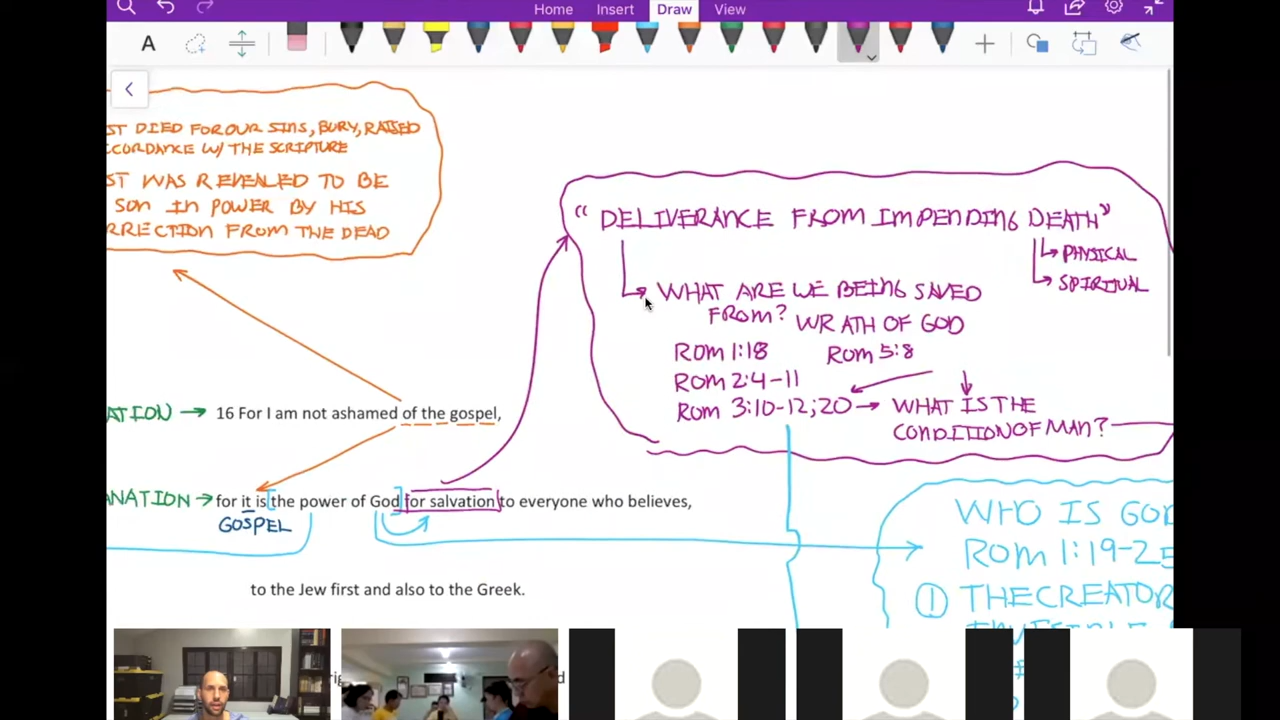 Home Insert Draw View
A
ST DIED FOR OUR SINS, BURY, RAISED
CCORDANCE W/ THE SCRIPTURE
ST WAS REVEALED TO BE
SON IN POWER BY HIS
RRECTION FROM THE DEAD
"DELIVERANCE FROM IMPENDING DEATH"
PHYSICAL
SPIRITUAL
WHAT ARE WE BEING SAVED
FROM? WRATH OF GOD
Rom 1:18 Rom 5:8
Rom 2:4-11
Rom 3:10-12;20 → WHAT IS THE
CONDITION OF MAN?
ATION → 16 For I am not ashamed of the gospel,
ANATION → for it is the power of God for salvation to everyone who believes,
GOSPEL
to the Jew first and also to the Greek.
WHO IS GOD
Rom 1:19-25
① THE CREATOR